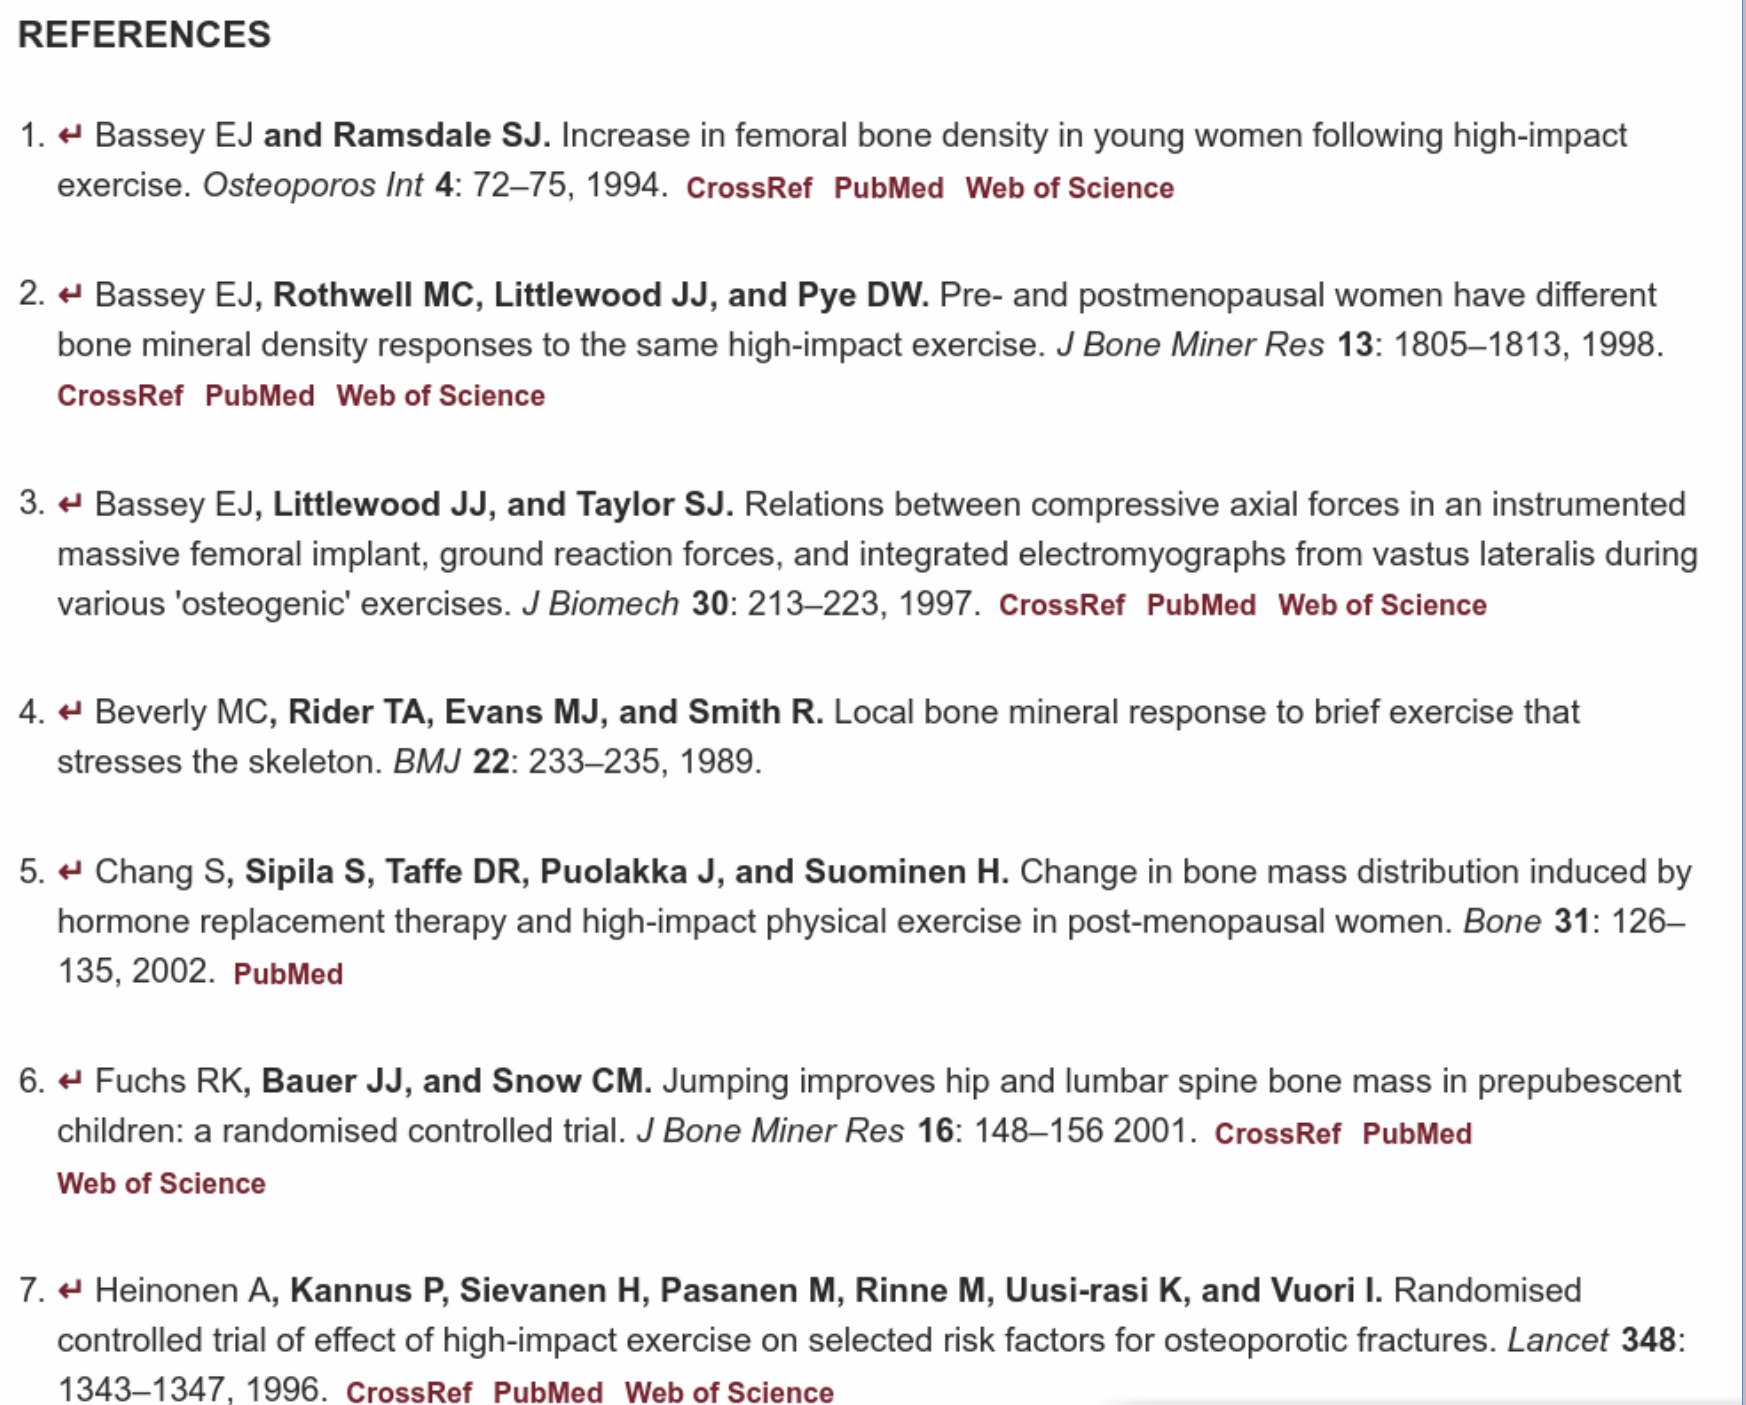 REFERENCES
1. ↵ Bassey EJ and Ramsdale SJ. Increase in femoral bone density in young women following high-impact
exercise. Osteoporos Int 4: 72–75, 1994. CrossRef PubMed Web of Science
2. ↵ Bassey EJ, Rothwell MC, Littlewood JJ, and Pye DW. Pre- and postmenopausal women have different
bone mineral density responses to the same high-impact exercise. J Bone Miner Res 13: 1805–1813, 1998.
CrossRef PubMed Web of Science
3. ↵ Bassey EJ, Littlewood JJ, and Taylor SJ. Relations between compressive axial forces in an instrumented
massive femoral implant, ground reaction forces, and integrated electromyographs from vastus lateralis during
various 'osteogenic' exercises. J Biomech 30: 213–223, 1997. CrossRef PubMed Web of Science
4. ↵ Beverly MC, Rider TA, Evans MJ, and Smith R. Local bone mineral response to brief exercise that
stresses the skeleton. BMJ 22: 233–235, 1989.
5. ↵ Chang S, Sipila S, Taffe DR, Puolakka J, and Suominen H. Change in bone mass distribution induced by
hormone replacement therapy and high-impact physical exercise in post-menopausal women. Bone 31: 126–
135, 2002. PubMed
6. ↵ Fuchs RK, Bauer JJ, and Snow CM. Jumping improves hip and lumbar spine bone mass in prepubescent
children: a randomised controlled trial. J Bone Miner Res 16: 148–156 2001. CrossRef PubMed
Web of Science
7. ↵ Heinonen A, Kannus P, Sievanen H, Pasanen M, Rinne M, Uusi-rasi K, and Vuori I. Randomised
controlled trial of effect of high-impact exercise on selected risk factors for osteoporotic fractures. Lancet 348:
1343–1347, 1996. CrossRef PubMed Web of Science